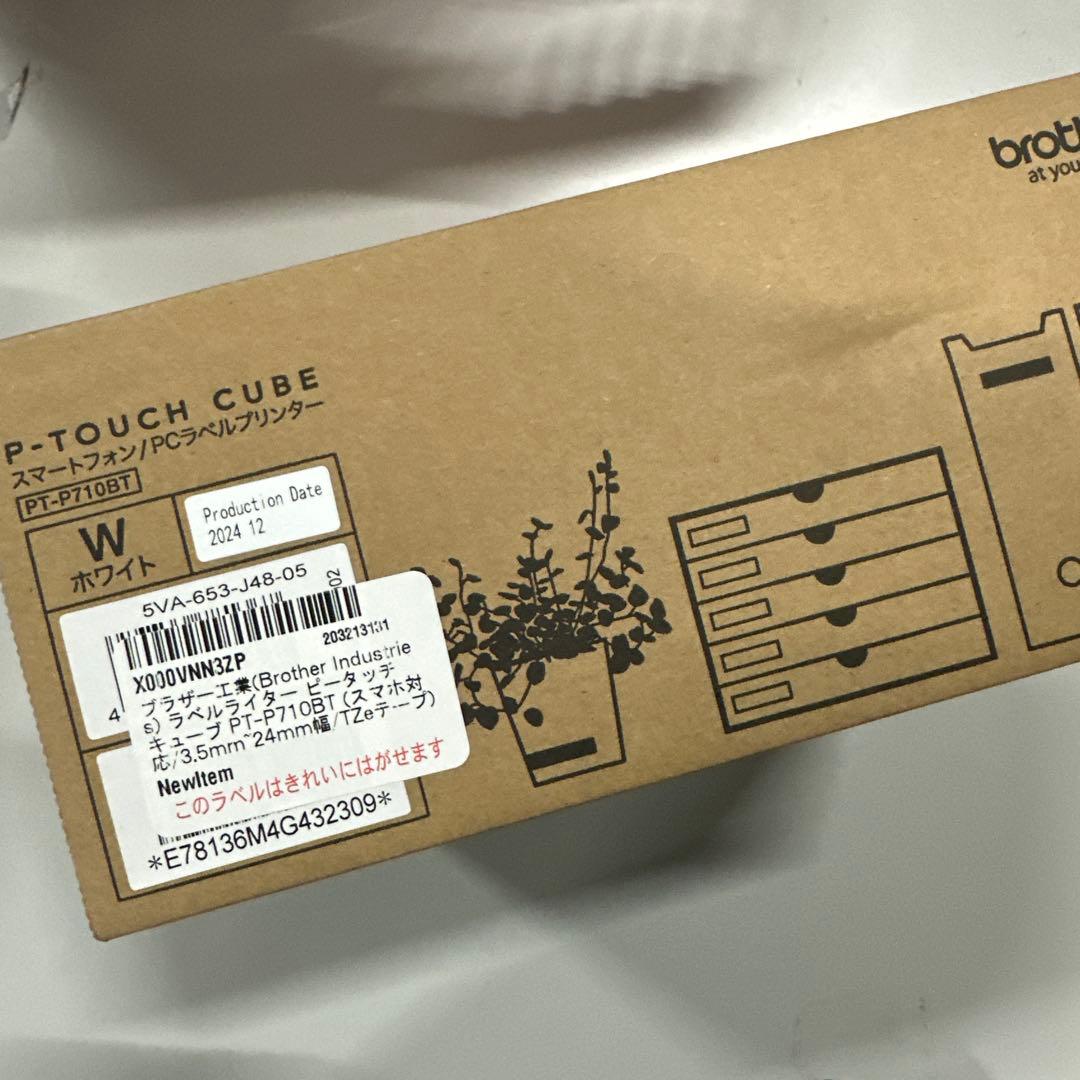 brot
at you
P-TOUCH CUBE
スマートフォン/PCラベルプリンター
PT-P710BT
W
ホワイト
Production Date
2024 12
5VA-653-J48-05
02
203213131
X000VNN3ZP
ブラザー工業(Brother Industrie
s) ラベルライター ピータッチ
キューブ PT-P710BT (スマホ対
応/3.5mm~24mm幅/TZeテープ)
NewItem
このラベルはきれいにはがせます
4
*E78136M4G432309*